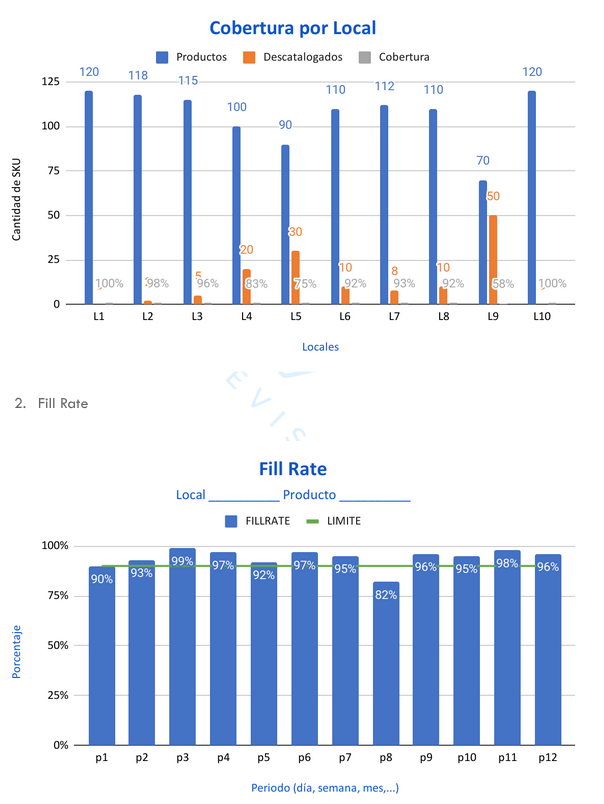 Cobertura por Local
Productos Descatalogados Cobertura
120 118 115 100 90 110 112 110 70 120
20 30 10 8 10 50
100% 98% 96% 83% 75% 92% 93% 92% 58% 100%
125
100
75
50
25
0
Cantidad de SKU
L1 L2 L3 L4 L5 L6 L7 L8 L9 L10
Locales
EVIS
2. Fill Rate
Fill Rate
Local __________ Producto __________
FILLRATE LIMITE
100%
75%
50%
25%
0%
90% 93% 99% 97% 92% 97% 95% 82% 96% 95% 98% 96%
Porcentaje
p1 p2 p3 p4 p5 p6 p7 p8 p9 p10 p11 p12
Periodo (día, semana, mes,...)